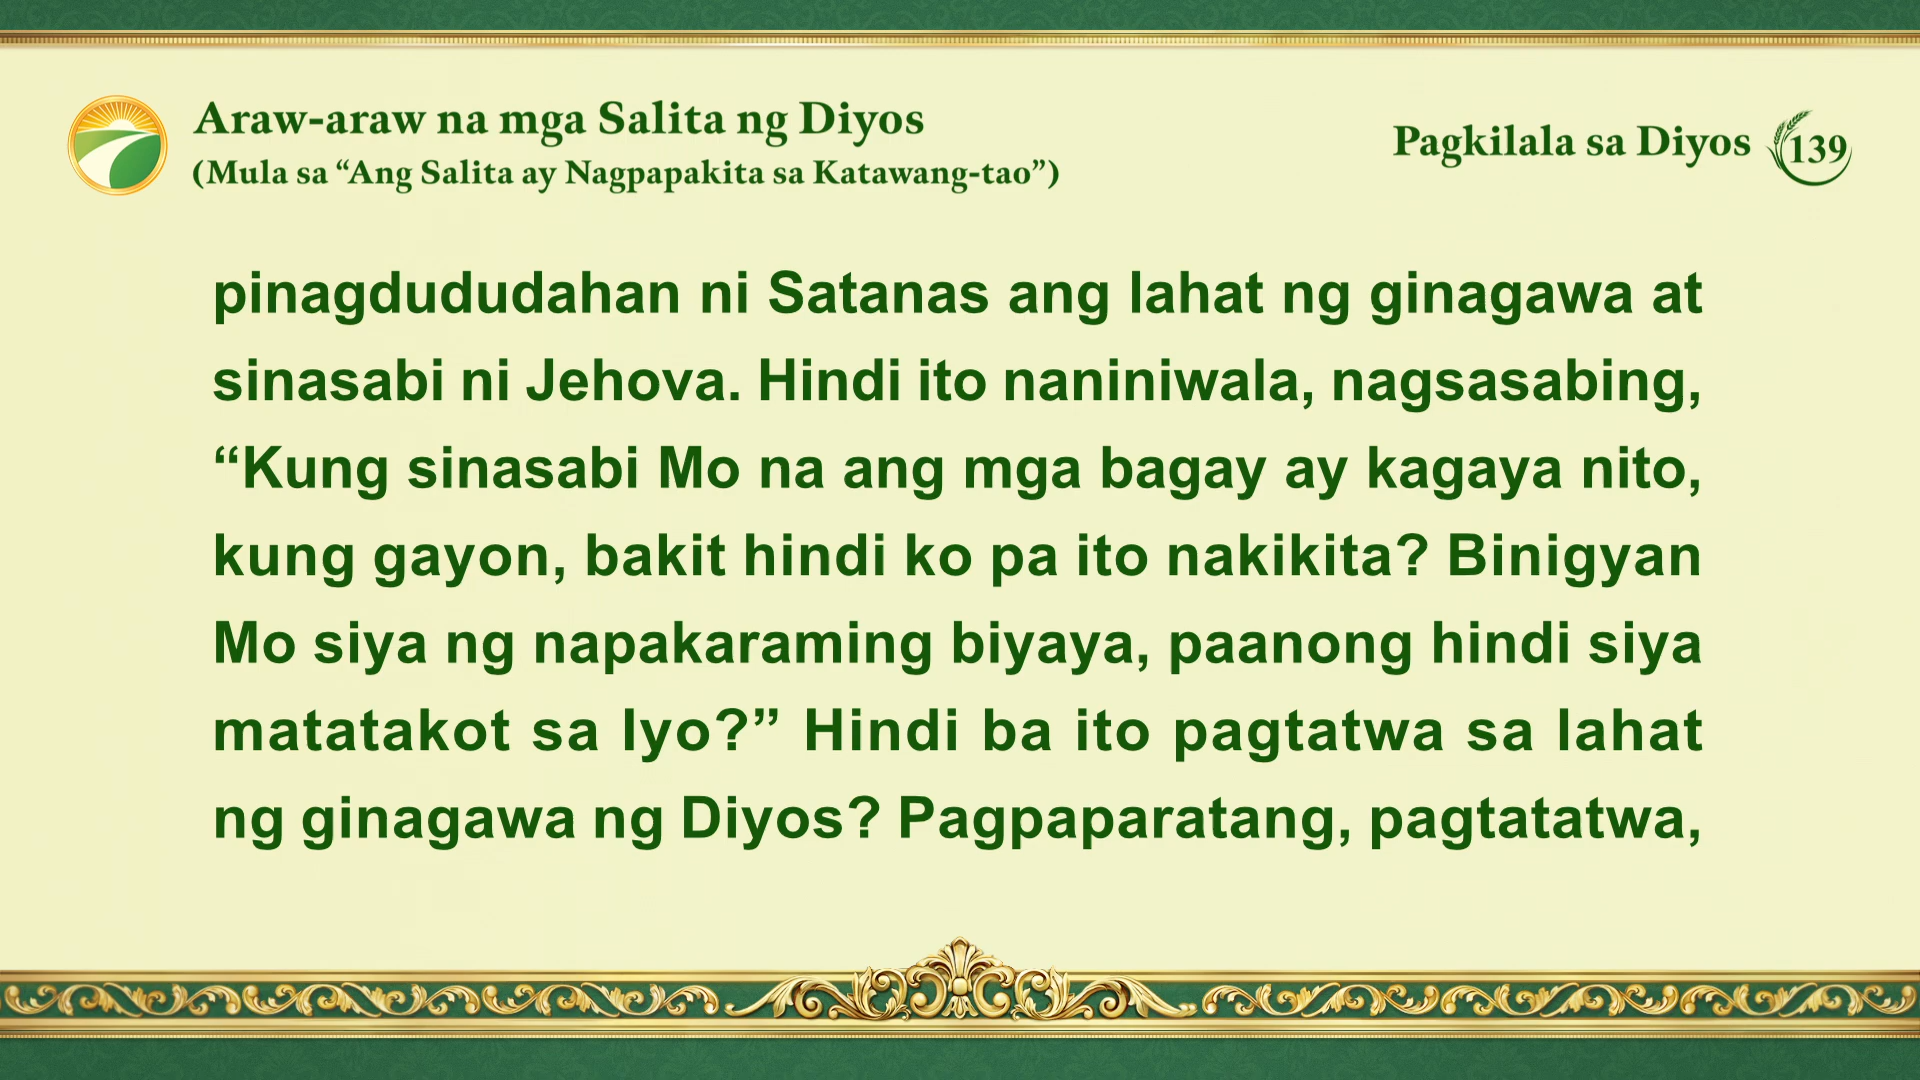 Araw-araw na mga Salita ng Diyos
(Mula sa “Ang Salita ay Nagpapakita sa Katawang-tao”)
Pagkilala sa Diyos 139
pinagdududahan ni Satanas ang lahat ng ginagawa at
sinasabi ni Jehova. Hindi ito naniniwala, nagsasabing,
“Kung sinasabi Mo na ang mga bagay ay kagaya nito,
kung gayon, bakit hindi ko pa ito nakikita? Binigyan
Mo siya ng napakaraming biyaya, paanong hindi siya
matatakot sa Iyo?” Hindi ba ito pagtatwa sa lahat
ng ginagawa ng Diyos? Pagpaparatang, pagtatatwa,